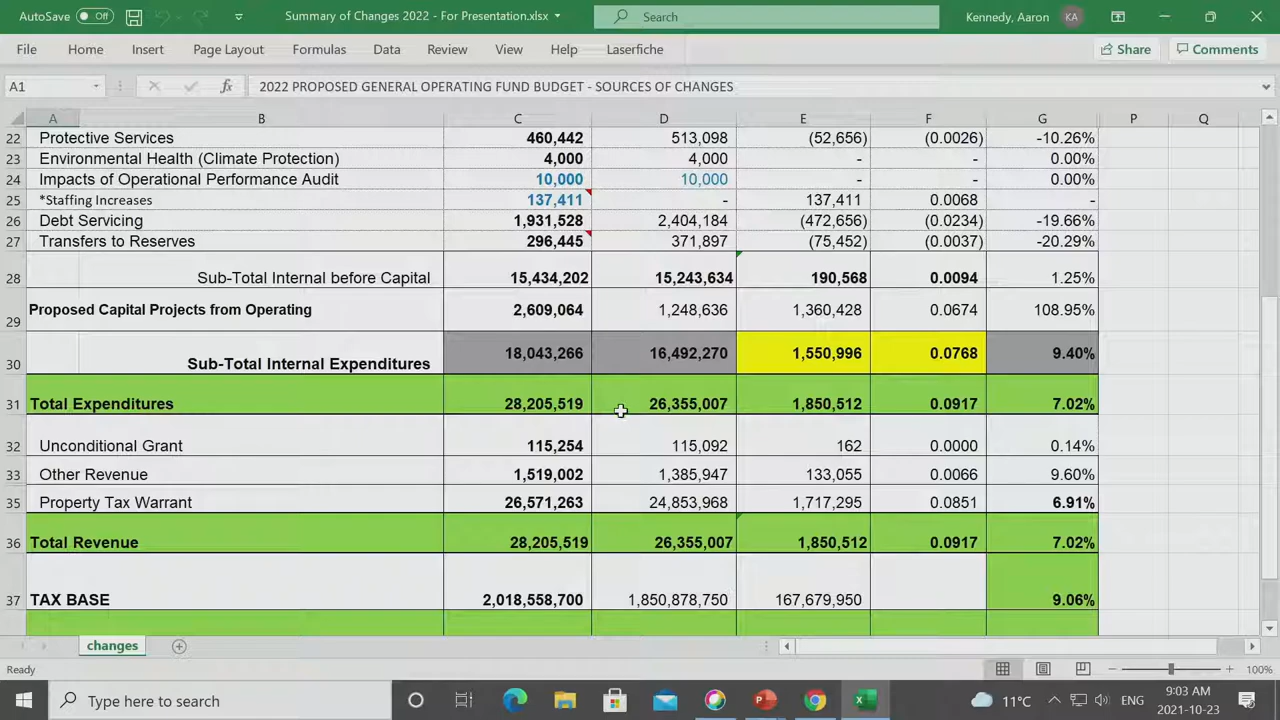 AutoSave Off Summary of Changes 2022 - For Presentation.xlsx Search Kennedy, Aaron KA
File Home Insert Page Layout Formulas Data Review View Help Laserfiche Share Comments
A1 fx 2022 PROPOSED GENERAL OPERATING FUND BUDGET - SOURCES OF CHANGES
A B C D E F G P Q
22 Protective Services 460,442 513,098 (52,656) (0.0026) -10.26%
23 Environmental Health (Climate Protection) 4,000 4,000 - - 0.00%
24 Impacts of Operational Performance Audit 10,000 10,000 - - 0.00%
25 *Staffing Increases 137,411 - 137,411 0.0068 -
26 Debt Servicing 1,931,528 2,404,184 (472,656) (0.0234) -19.66%
27 Transfers to Reserves 296,445 371,897 (75,452) (0.0037) -20.29%
28 Sub-Total Internal before Capital 15,434,202 15,243,634 190,568 0.0094 1.25%
29 Proposed Capital Projects from Operating 2,609,064 1,248,636 1,360,428 0.0674 108.95%
30 Sub-Total Internal Expenditures 18,043,266 16,492,270 1,550,996 0.0768 9.40%
31 Total Expenditures 28,205,519 26,355,007 1,850,512 0.0917 7.02%
32 Unconditional Grant 115,254 115,092 162 0.0000 0.14%
33 Other Revenue 1,519,002 1,385,947 133,055 0.0066 9.60%
35 Property Tax Warrant 26,571,263 24,853,968 1,717,295 0.0851 6.91%
36 Total Revenue 28,205,519 26,355,007 1,850,512 0.0917 7.02%
37 TAX BASE 2,018,558,700 1,850,878,750 167,679,950 9.06%
changes
Ready 100%
Type here to search 11°C ENG 9:03 AM
2021-10-23